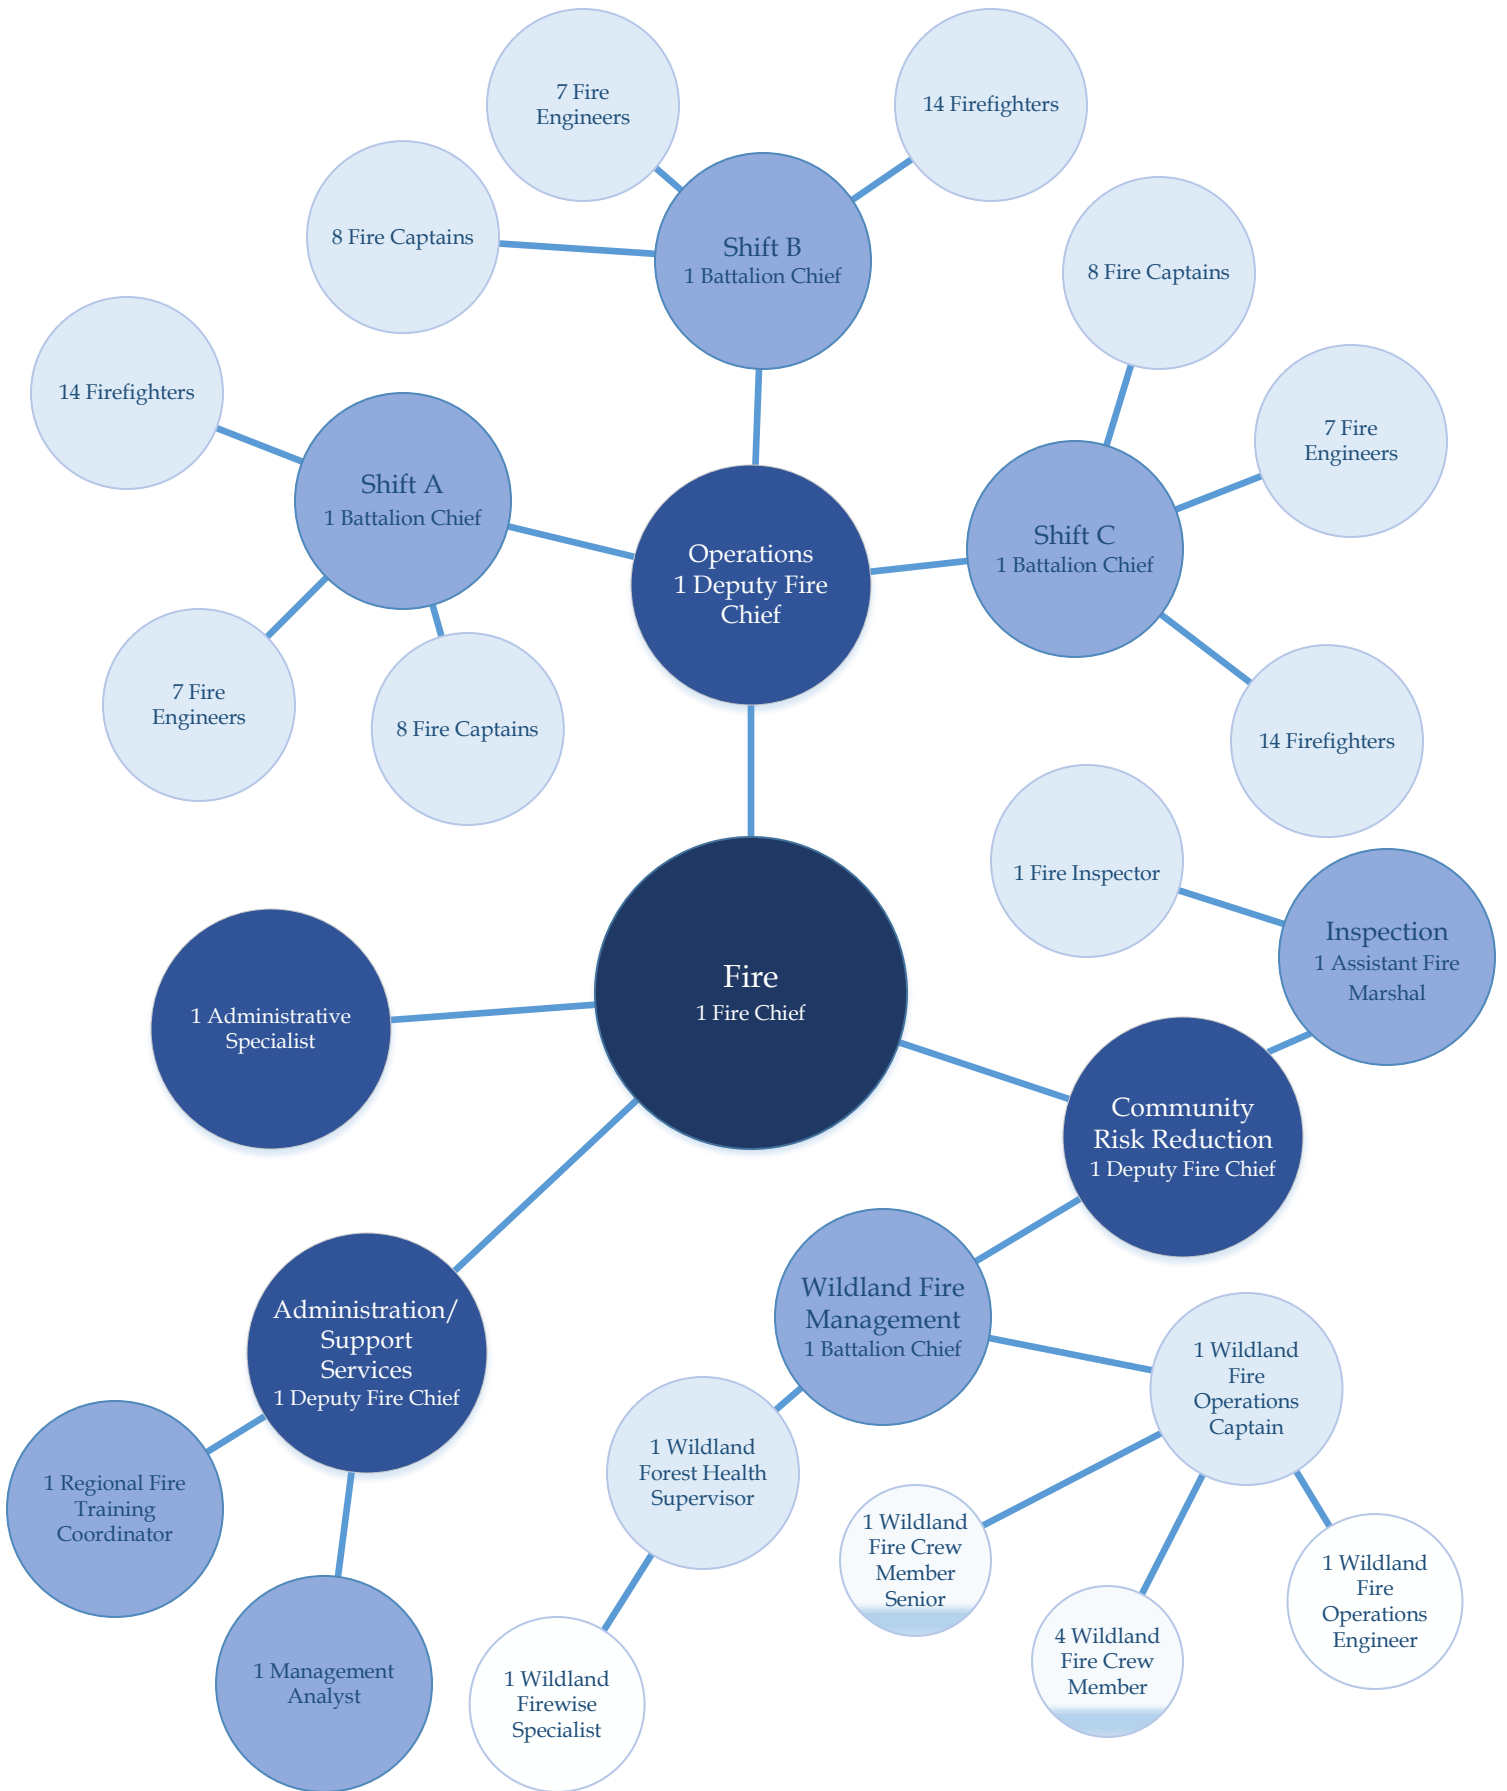 7 Fire
Engineers
14 Firefighters
8 Fire Captains
Shift B
1 Battalion Chief
8 Fire Captains
14 Firefighters
Shift A
1 Battalion Chief
7 Fire
Engineers
Shift C
1 Battalion Chief
Operations
1 Deputy Fire
Chief
7 Fire
Engineers
8 Fire Captains
14 Firefighters
1 Fire Inspector
Inspection
1 Assistant Fire
Marshal
Fire
1 Fire Chief
1 Administrative
Specialist
Community
Risk Reduction
1 Deputy Fire Chief
Wildland Fire
Management
1 Battalion Chief
Administration/
Support
Services
1 Deputy Fire Chief
1 Wildland
Fire
Operations
Captain
1 Wildland
Forest Health
Supervisor
1 Regional Fire
Training
Coordinator
1 Wildland
Fire Crew
Member
Senior
1 Wildland
Fire
Operations
Engineer
4 Wildland
Fire Crew
Member
1 Management
Analyst
1 Wildland
Firewise
Specialist